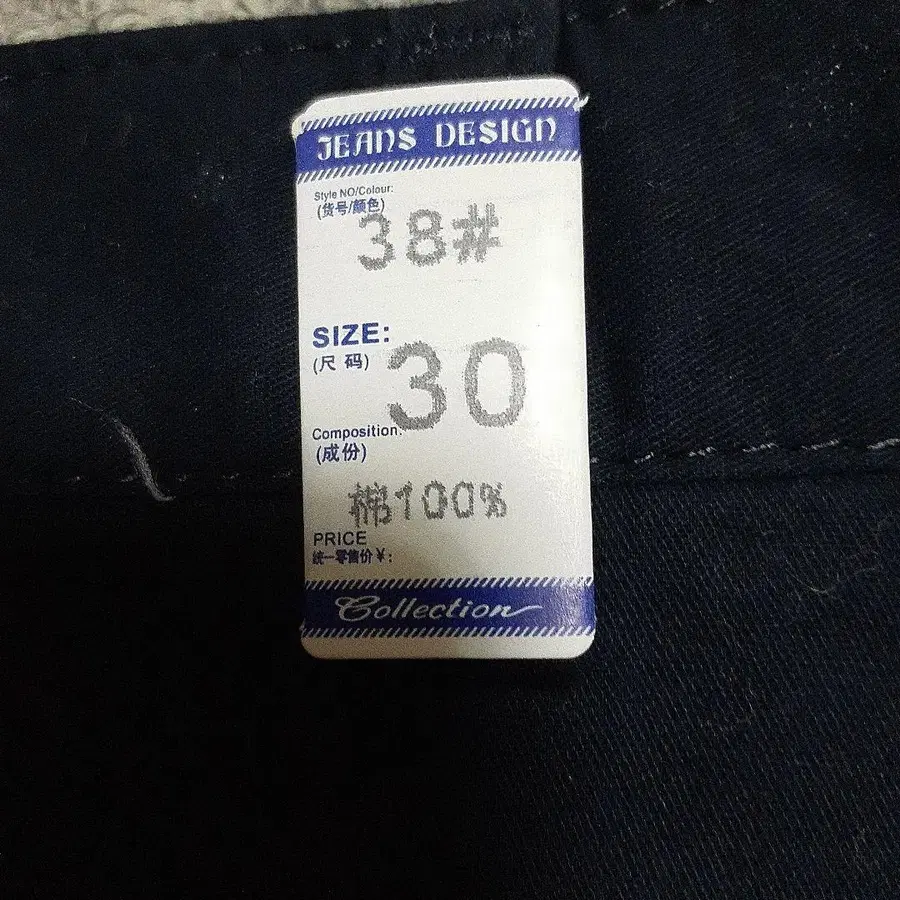 JEANS DESIGN
Style NO/Colour:
(货号/颜色)
38#
SIZE:
(尺 码)
30
Composition:
(成份)
棉100%
PRICE
统一零售价¥:
Collection